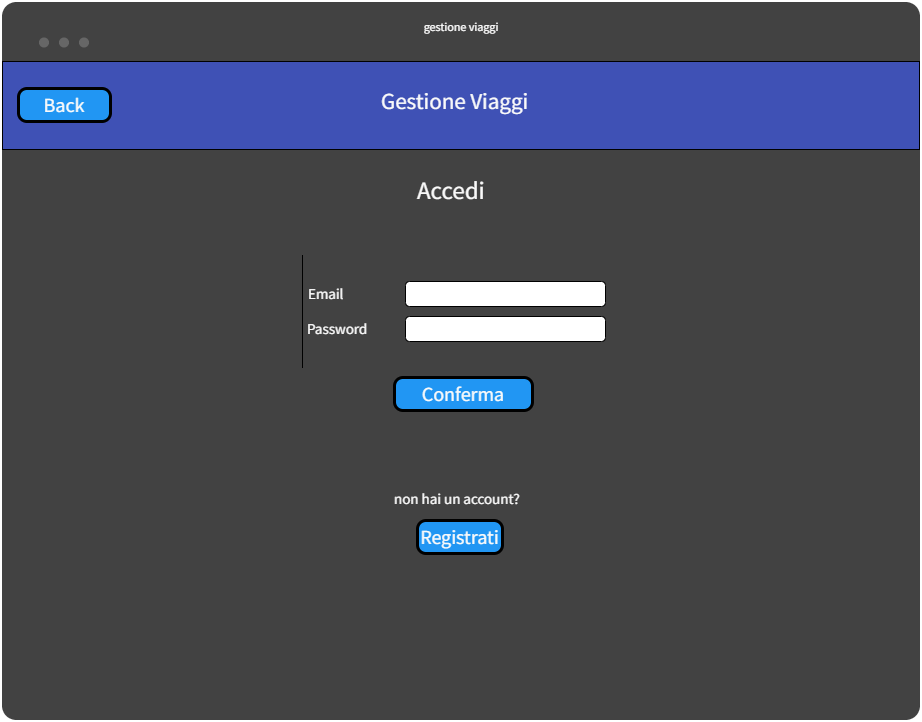 gestione viaggi
Back
Gestione Viaggi
Accedi
Email
Password
Conferma
non hai un account?
Registrati